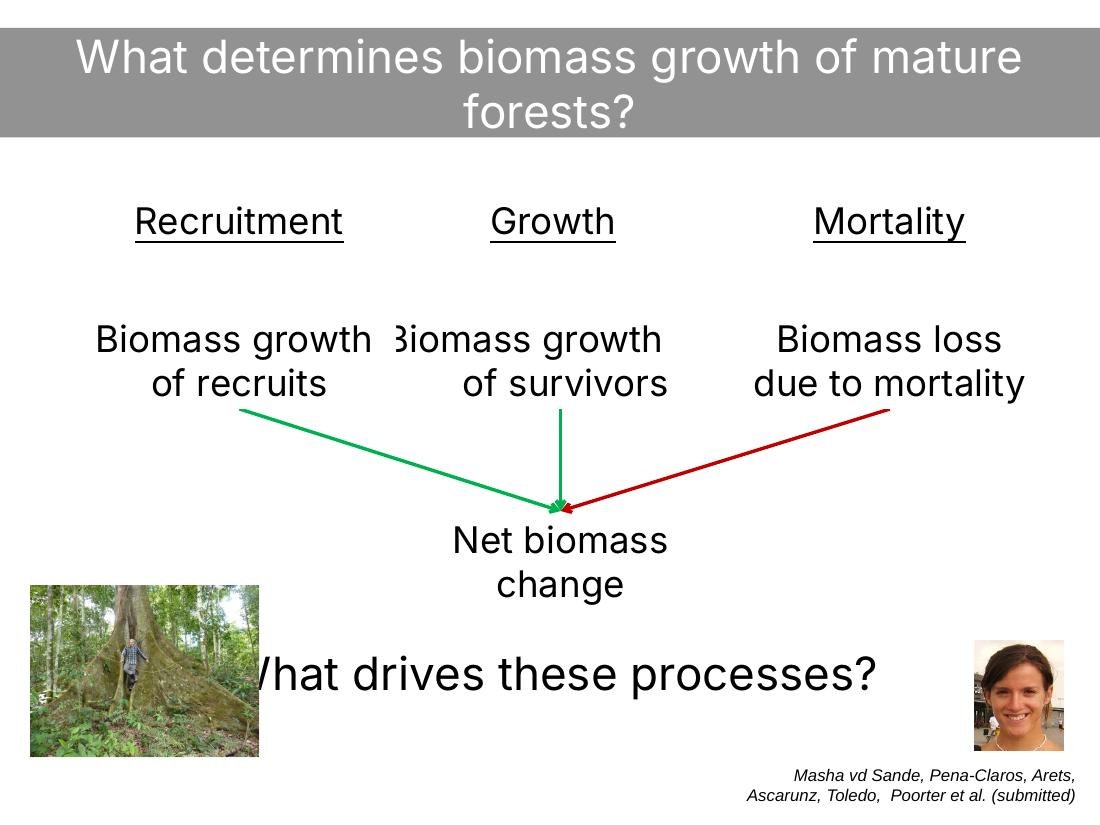 What determines biomass growth of mature
forests?
Recruitment
Growth
Mortality
Biomass growth
of recruits
Biomass growth
of survivors
Biomass loss
due to mortality
Net biomass
change
What drives these processes?
Masha vd Sande, Pena-Claros, Arets,
Ascarunz, Toledo, Poorter et al. (submitted)